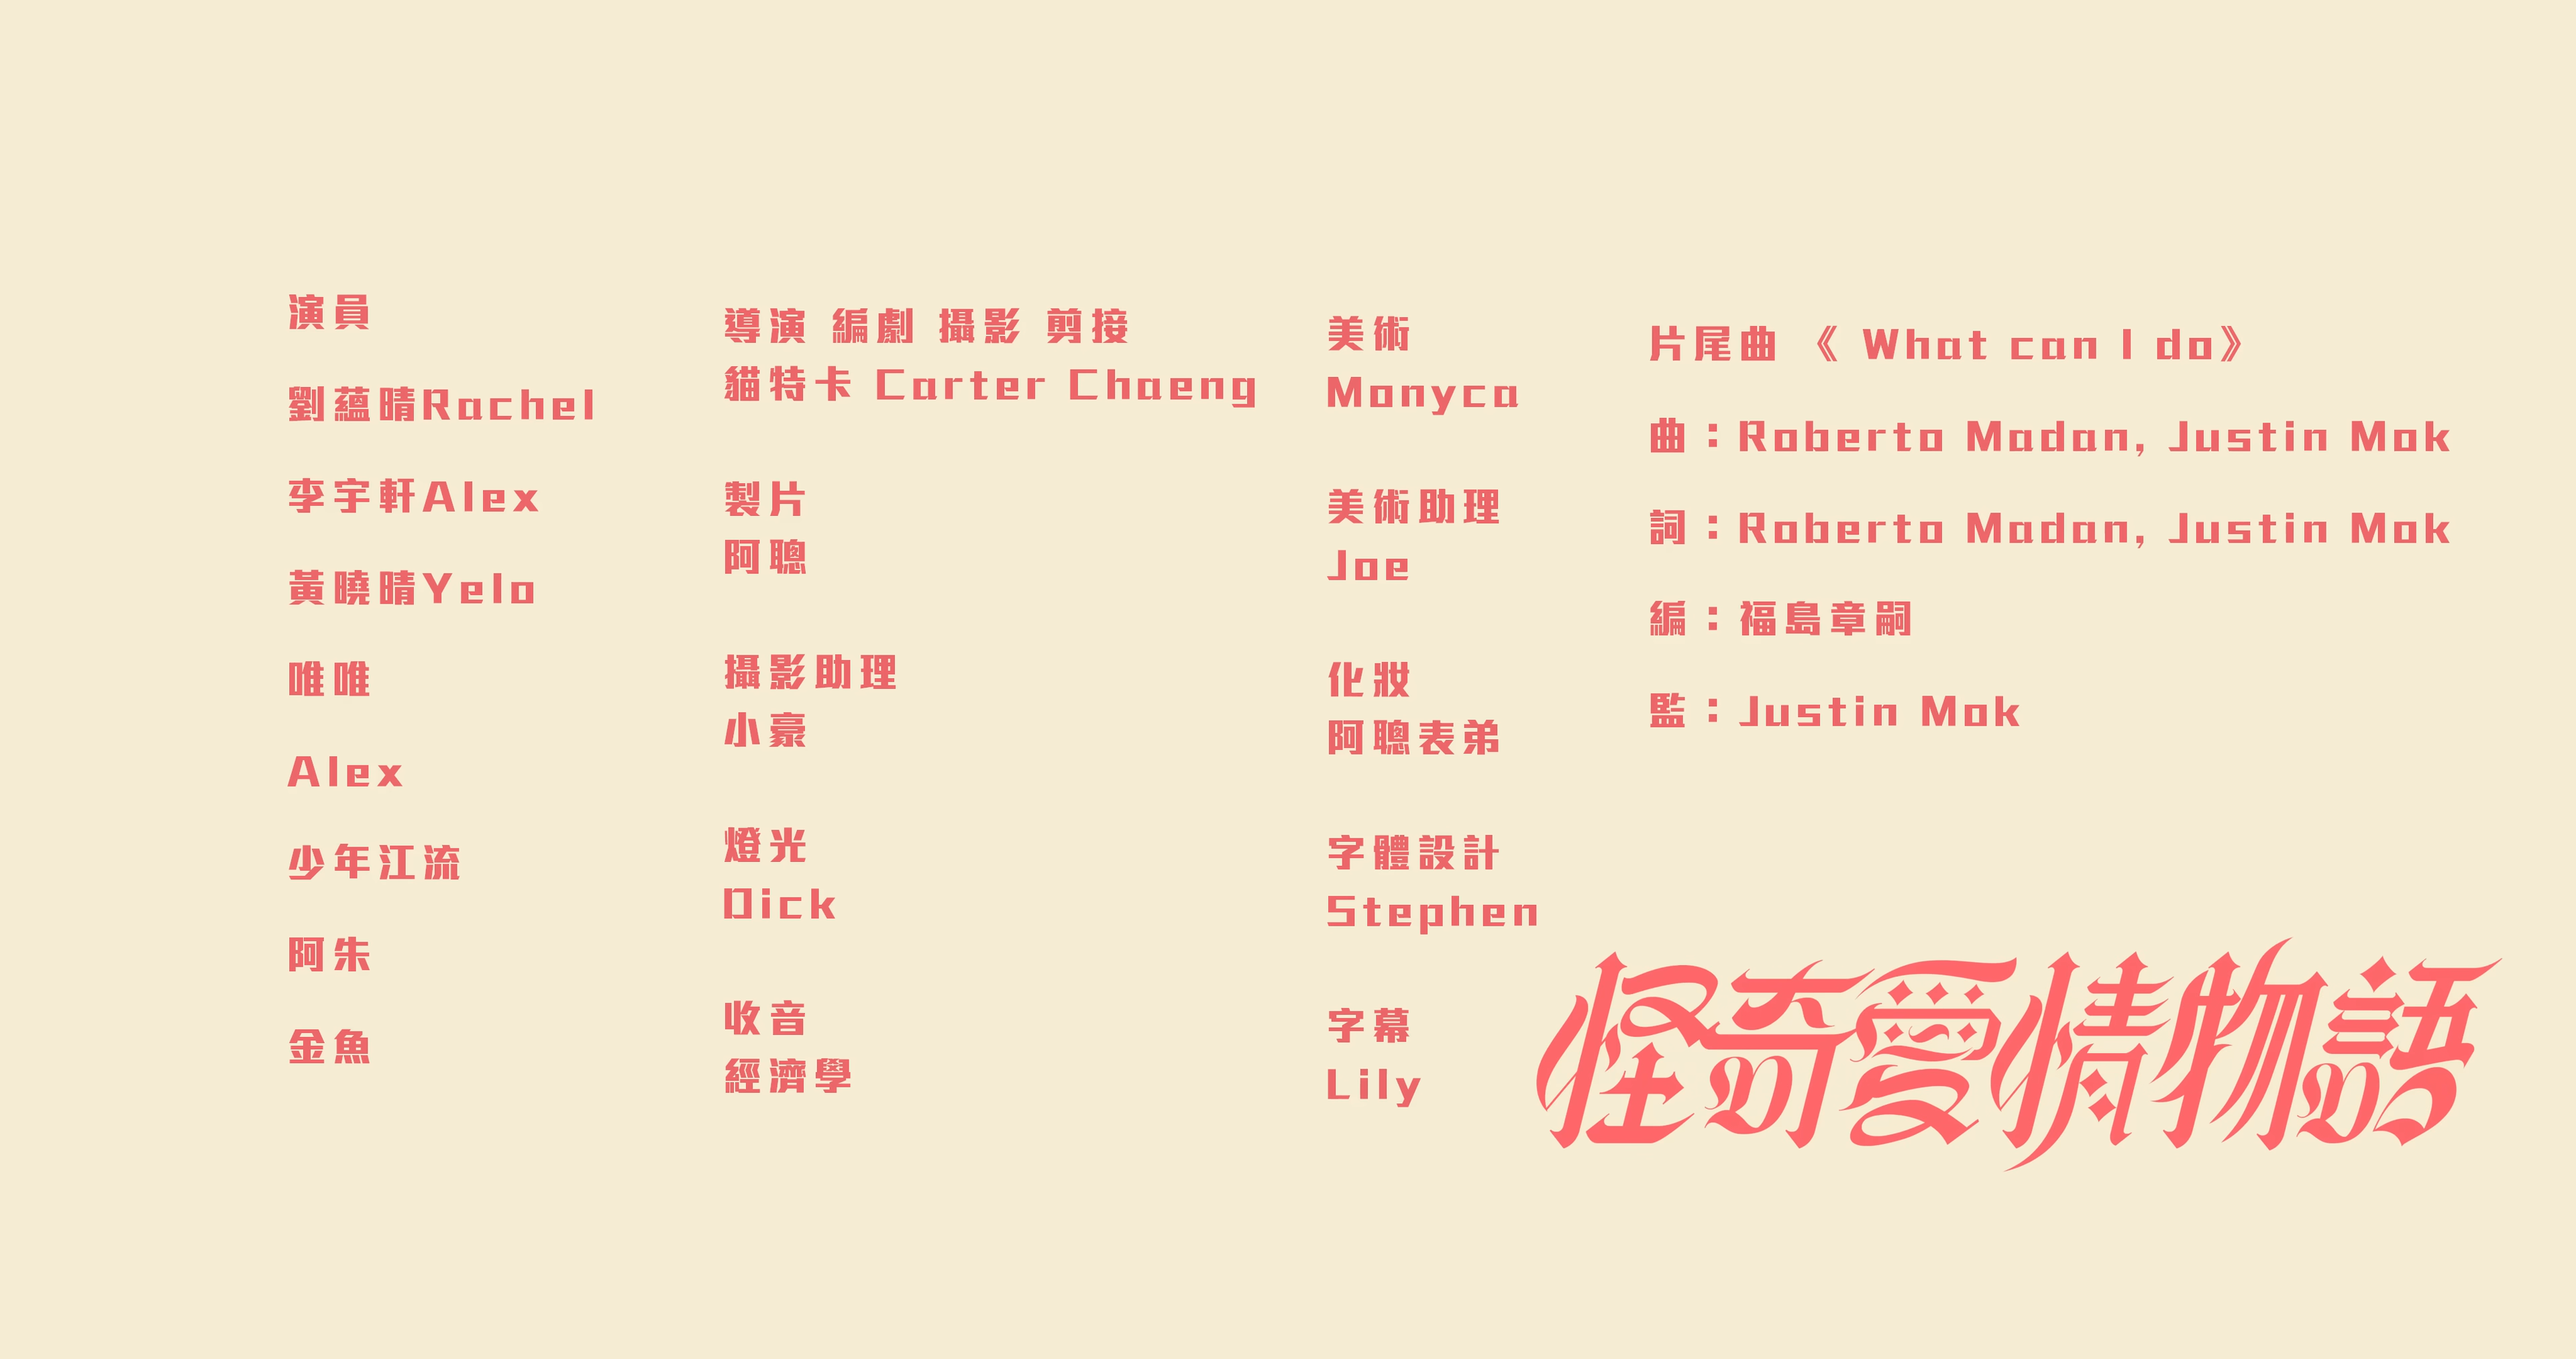 演員
劉蘊晴Rachel
李宇軒Alex
黃曉晴Yelo
唯唯
Alex
少年江流
阿朱
金魚
導演 編劇 攝影 剪接
貓特卡 Carter Chaeng
製片
阿聰
攝影助理
小豪
燈光
Dick
收音
經濟學
美術
Monyca
美術助理
Joe
化妝
阿聰表弟
字體設計
Stephen
字幕
Lily
片尾曲 《 What can I do》
曲：Roberto Madan, Justin Mok
詞：Roberto Madan, Justin Mok
編：福島章嗣
監：Justin Mok
怪奇愛情物語